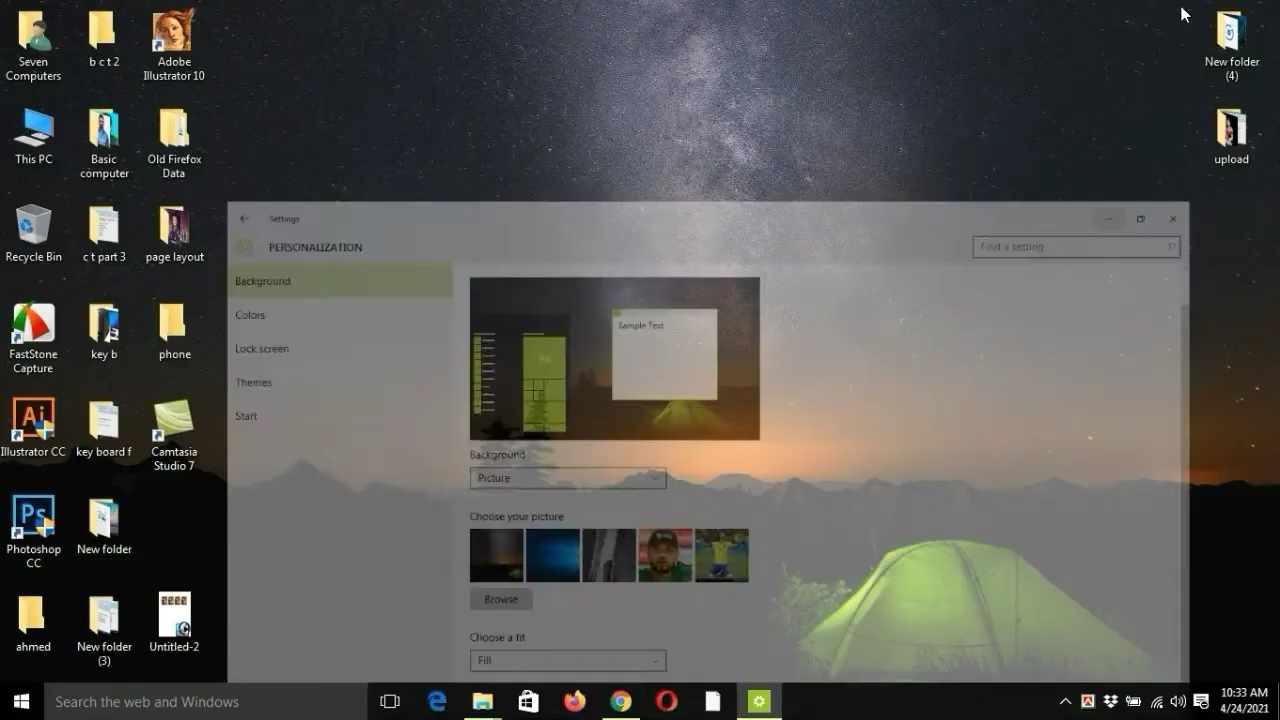 Seven
Computers
b c t 2
Adobe
Illustrator 10
New folder
(4)
This PC
Basic
computer
Old Firefox
Data
upload
Recycle Bin
c t part 3
page layout
FastStone
Capture
key b
phone
Illustrator CC
key board f
Camtasia
Studio 7
Photoshop
CC
New folder
ahmed
New folder
(3)
Untitled-2
Ai
Ps
Settings
PERSONALIZATION
Find a setting
Background
Colors
Lock screen
Themes
Start
Sample Text
Background
Picture
Choose your picture
Browse
Choose a fit
Fill
Search the web and Windows
10:33 AM
4/24/2021